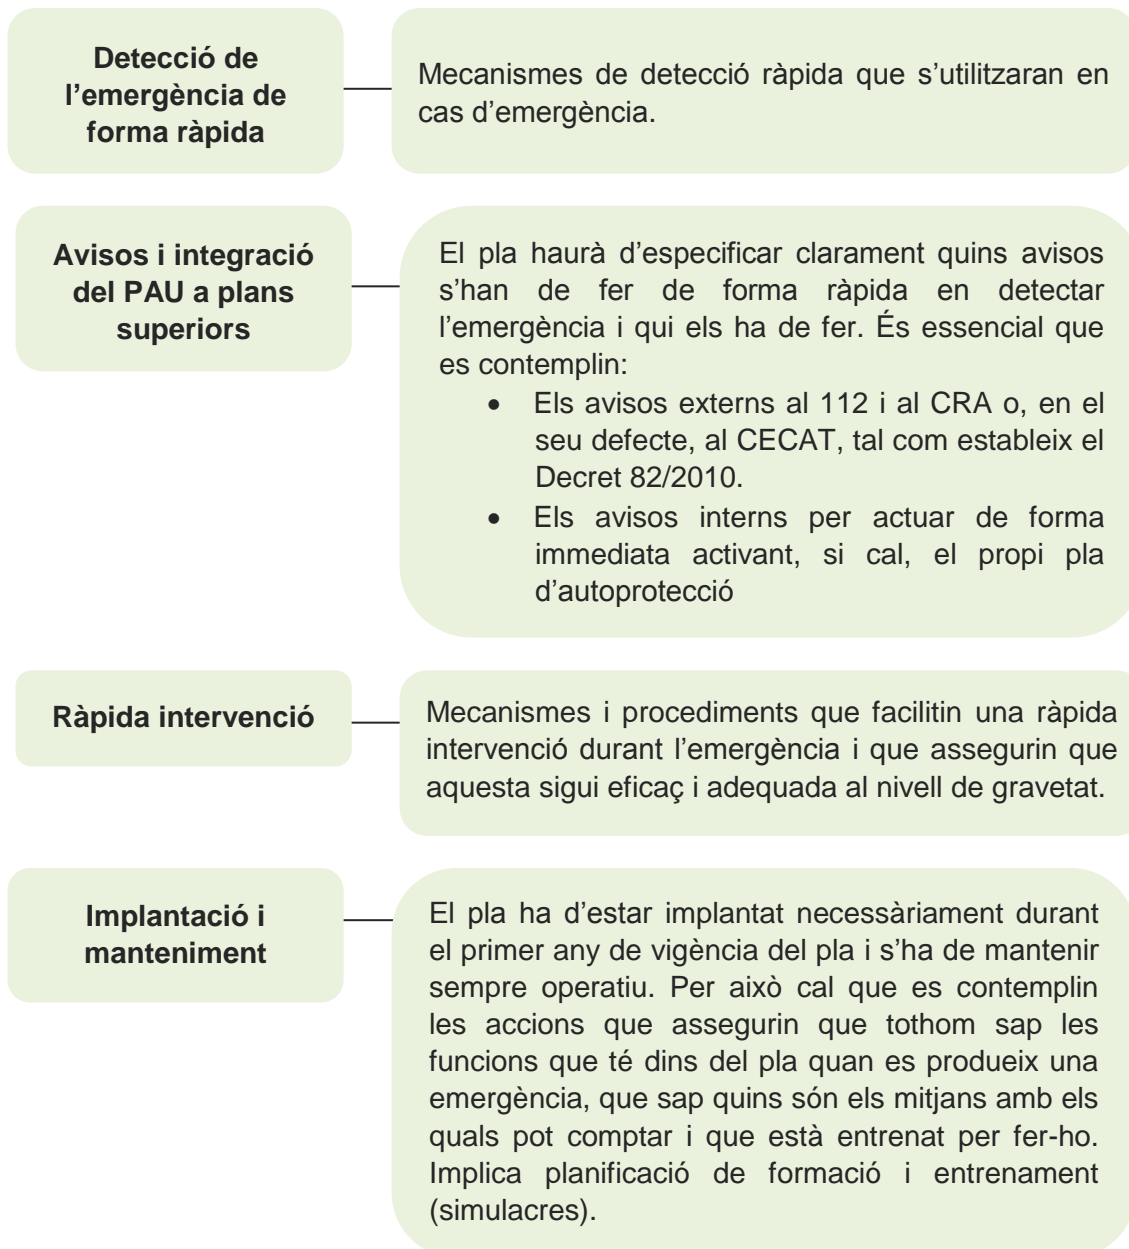 Detecció de
l’emergència de
forma ràpida
Mecanismes de detecció ràpida que s’utilitzaran en
cas d’emergència.
Avisos i integració
del PAU a plans
superiors
El pla haurà d’especificar clarament quins avisos
s’han de fer de forma ràpida en detectar
l’emergència i qui els ha de fer. És essencial que
es contemplin:
• Els avisos externs al 112 i al CRA o, en el
seu defecte, al CECAT, tal com estableix el
Decret 82/2010.
• Els avisos interns per actuar de forma
immediata activant, si cal, el propi pla
d’autoprotecció
Ràpida intervenció
Mecanismes i procediments que facilitin una ràpida
intervenció durant l’emergència i que assegurin que
aquesta sigui eficaç i adequada al nivell de gravetat.
Implantació i
manteniment
El pla ha d’estar implantat necessàriament durant
el primer any de vigència del pla i s’ha de mantenir
sempre operatiu. Per això cal que es contemplin
les accions que assegurin que tothom sap les
funcions que té dins del pla quan es produeix una
emergència, que sap quins són els mitjans amb els
quals pot comptar i que està entrenat per fer-ho.
Implica planificació de formació i entrenament
(simulacres).